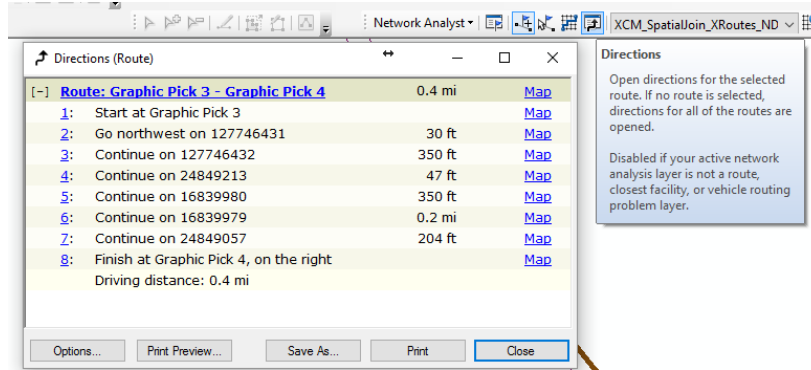 Network Analyst
XCM_SpatialJoin_XRoutes_ND
Directions (Route)
[-] Route: Graphic Pick 3 - Graphic Pick 4 0.4 mi Map
1: Start at Graphic Pick 3 Map
2: Go northwest on 127746431 30 ft Map
3: Continue on 127746432 350 ft Map
4: Continue on 24849213 47 ft Map
5: Continue on 16839980 350 ft Map
6: Continue on 16839979 0.2 mi Map
7: Continue on 24849057 204 ft Map
8: Finish at Graphic Pick 4, on the right Map
Driving distance: 0.4 mi
Options... Print Preview... Save As... Print Close
Directions
Open directions for the selected
route. If no route is selected,
directions for all of the routes are
opened.
Disabled if your active network
analysis layer is not a route,
closest facility, or vehicle routing
problem layer.